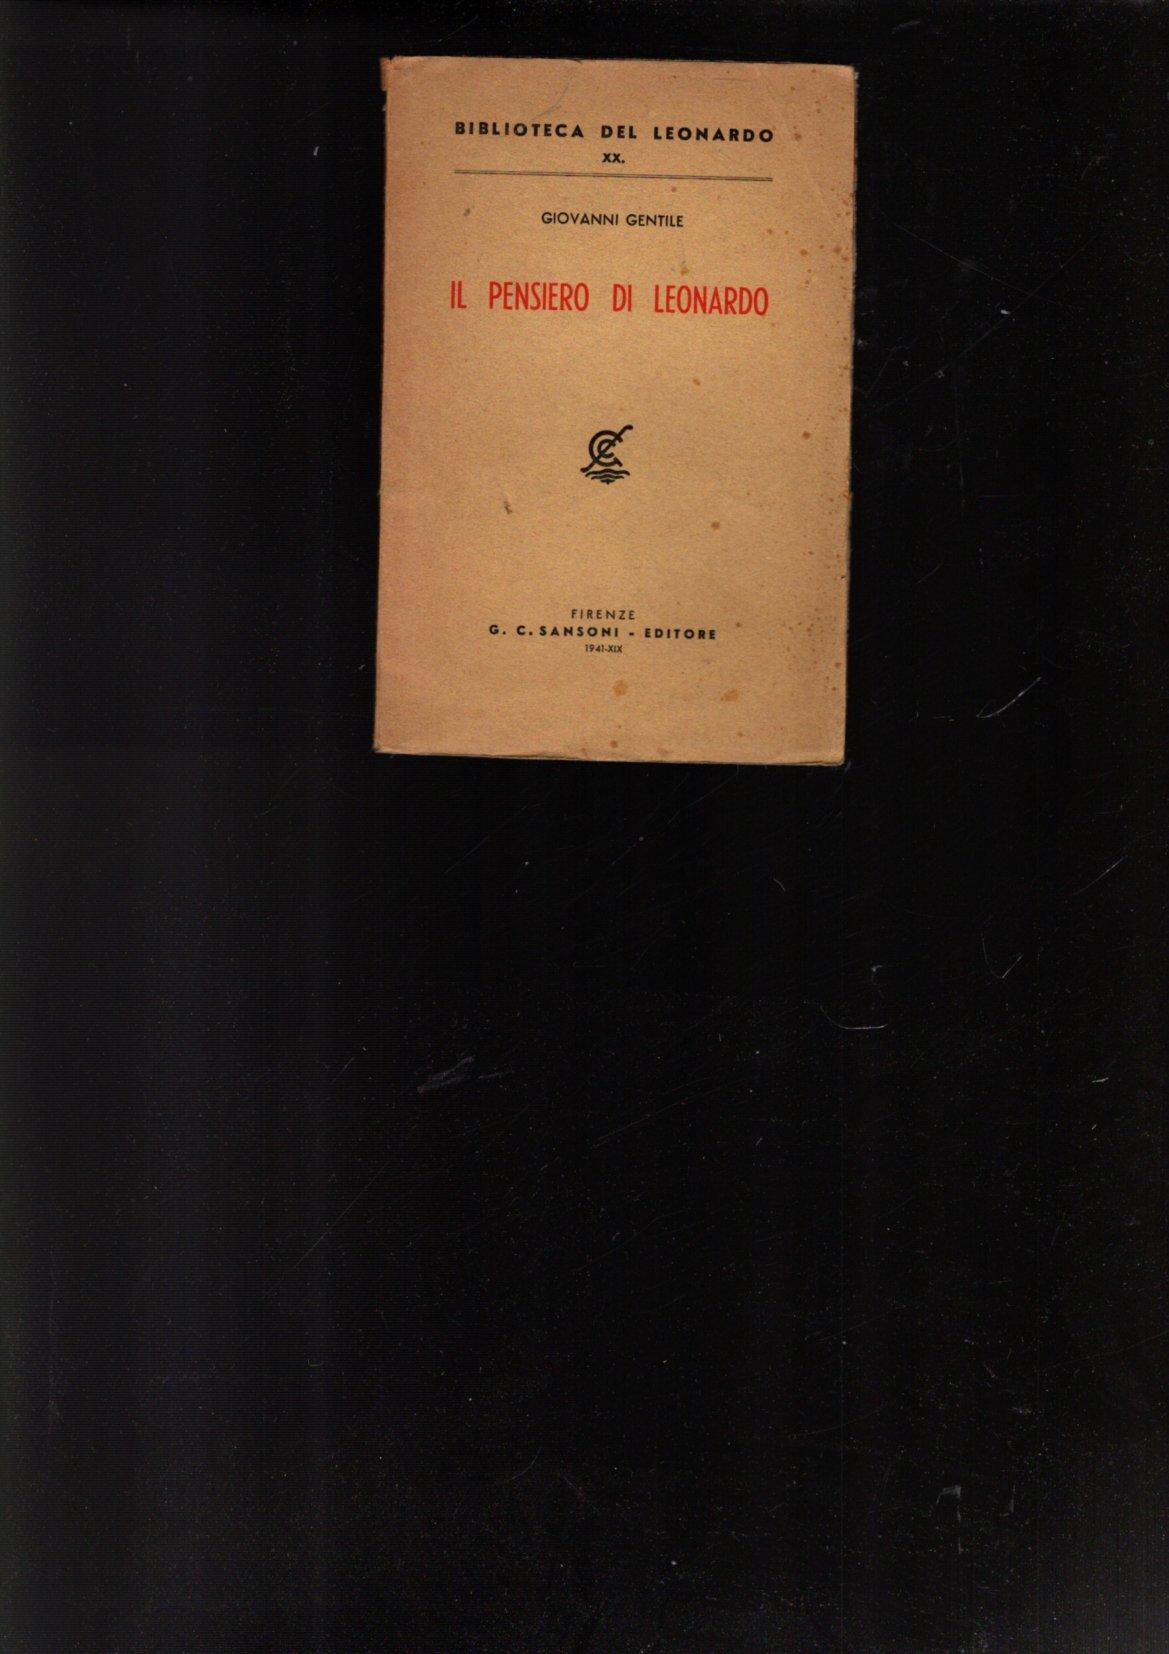 BIBLIOTECA DEL LEONARDO
XX.
GIOVANNI GENTILE
IL PENSIERO DI LEONARDO
FIRENZE
G. C. SANSONI - EDITORE
1941-XIX